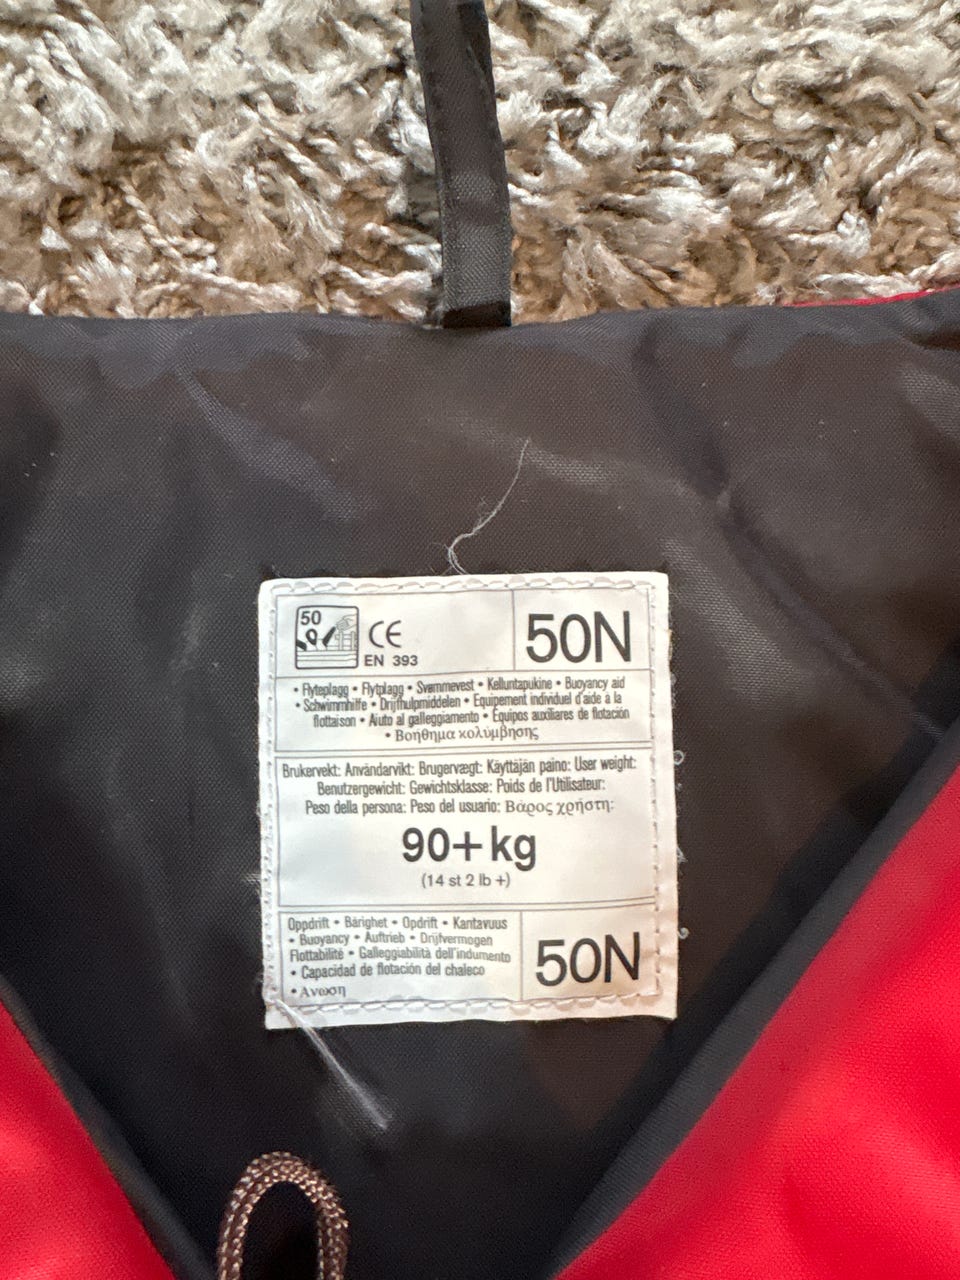 50
CE
EN 393
50N
• Flyteplagg • Flytplagg • Svømmevest • Kelluntapukine • Buoyancy aid
• Schwimmhilfe • Drijfhulpmiddelen • Equipement individuel d'aide à la
flottaison • Aiuto al galleggiamento • Equipos auxiliares de flotación
• Βοήθημα κολύμβησης
Brukervekt: Användarvikt: Brugervægt: Käyttäjän paino: User weight:
Benutzergewicht: Gewichtsklasse: Poids de l'Utilisateur:
Peso della persona: Peso del usuario: Βάρος χρήστη:
90+ kg
(14 st 2 lb +)
Oppdrift • Bärighet • Opdrift • Kantavuus
• Buoyancy • Auftrieb • Drijfvermogen
Flottabilité • Galleggiabilità dell'indumento
• Capacidad de flotación del chaleco
• Ανωση
50N